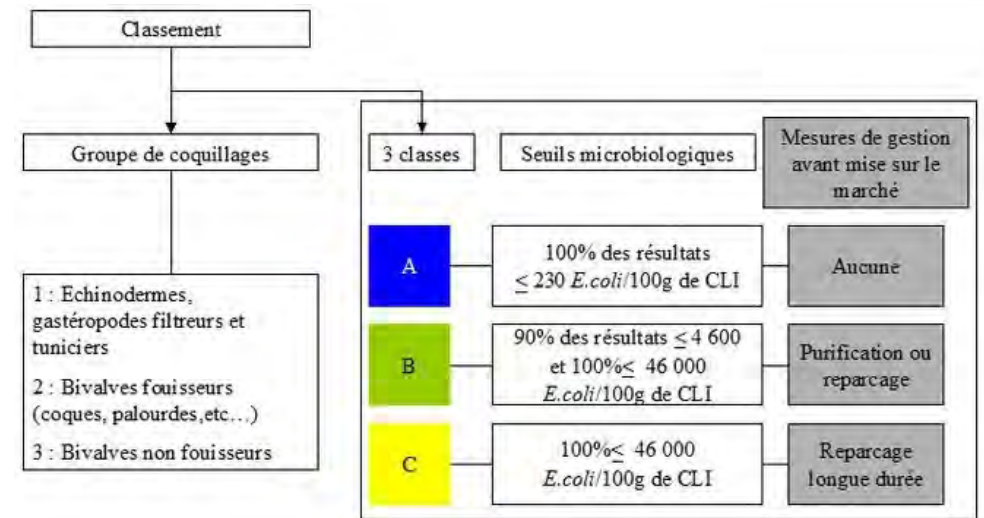 Classement
Groupe de coquillages
3 classes
Seuils microbiologiques
Mesures de gestion
avant mise sur le
marché
1 : Echinodermes,
gastéropodes filtreurs et
tuniciers
2 : Bivalves fouisseurs
(coques, palourdes,etc…)
3 : Bivalves non fouisseurs
A
100% des résultats
≤ 230 E.coli/100g de CLI
Aucune
B
90% des résultats ≤ 4 600
et 100%≤ 46 000
E.coli/100g de CLI
Purification ou
reparcage
C
100%≤ 46 000
E.coli/100g de CLI
Reparcage
longue durée